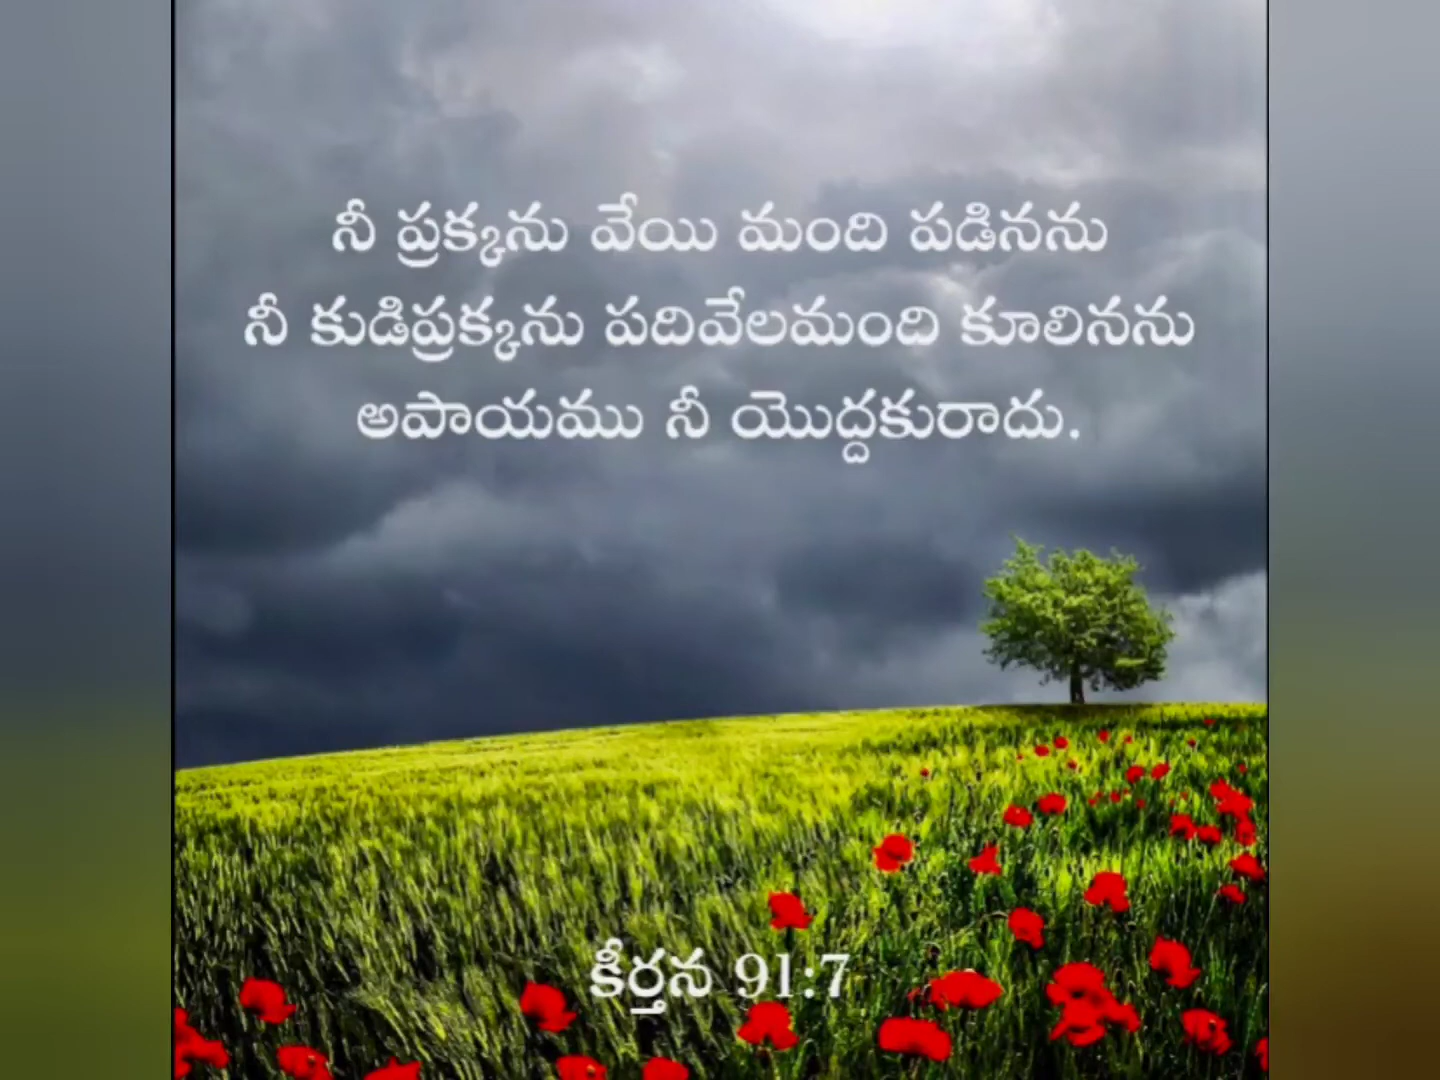 నీ ప్రక్కను వేయి మంది పడినను
నీ కుడిప్రక్కను పదివేలమంది కూలినను
అపాయము నీ యొద్దకురాదు.
కీర్తన 91:7